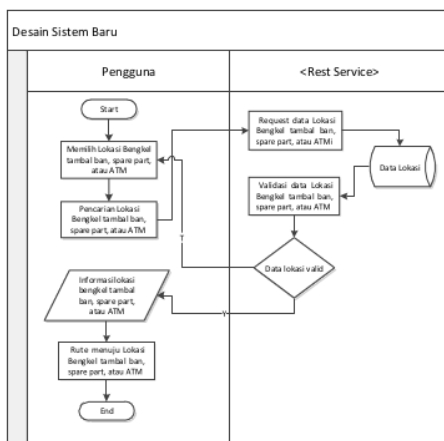 Desain Sistem Baru
Pengguna
<Rest Service>
Start
Memilih Lokasi Bengkel
tambal ban, spare part,
atau ATM
Pencarian Lokasi
Bengkel tambal ban,
spare part, atau ATM
Request data Lokasi
Bengkel tambal ban,
spare part, atau ATMi
Data Lokasi
Validasi data Lokasi
Bengkel tambal ban,
spare part, atau ATM
Y
Data lokasi valid
Informasi lokasi
bengkel tambal
ban, spare part,
atau ATM
Y
Rute menuju Lokasi
Bengkel tambal ban,
spare part, atau ATM
End